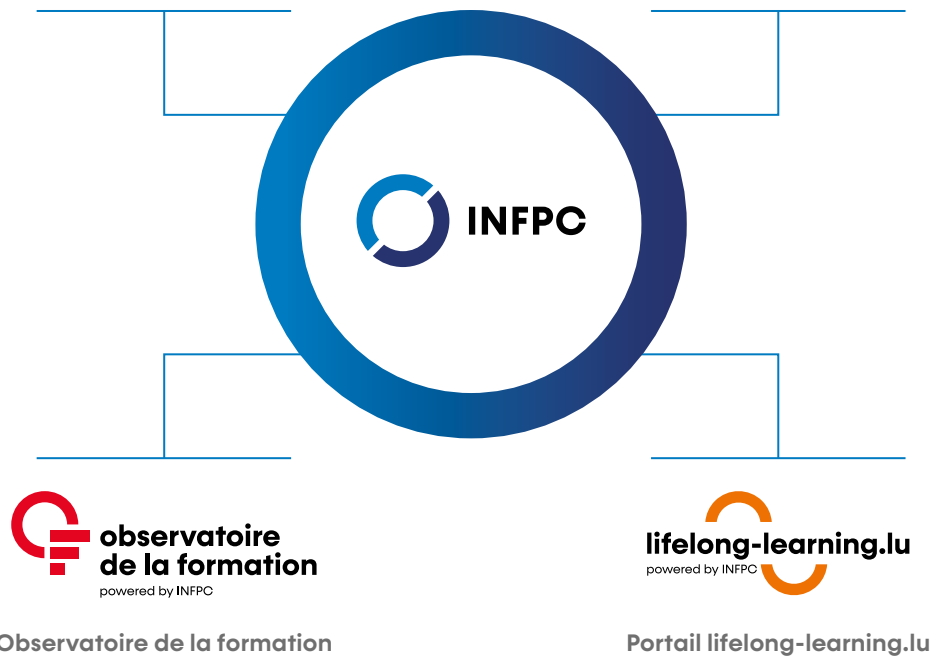 INFPC
observatoire
de la formation
powered by INFPC
lifelong-learning.lu
powered by INFPC
Observatoire de la formation
Portail lifelong-learning.lu